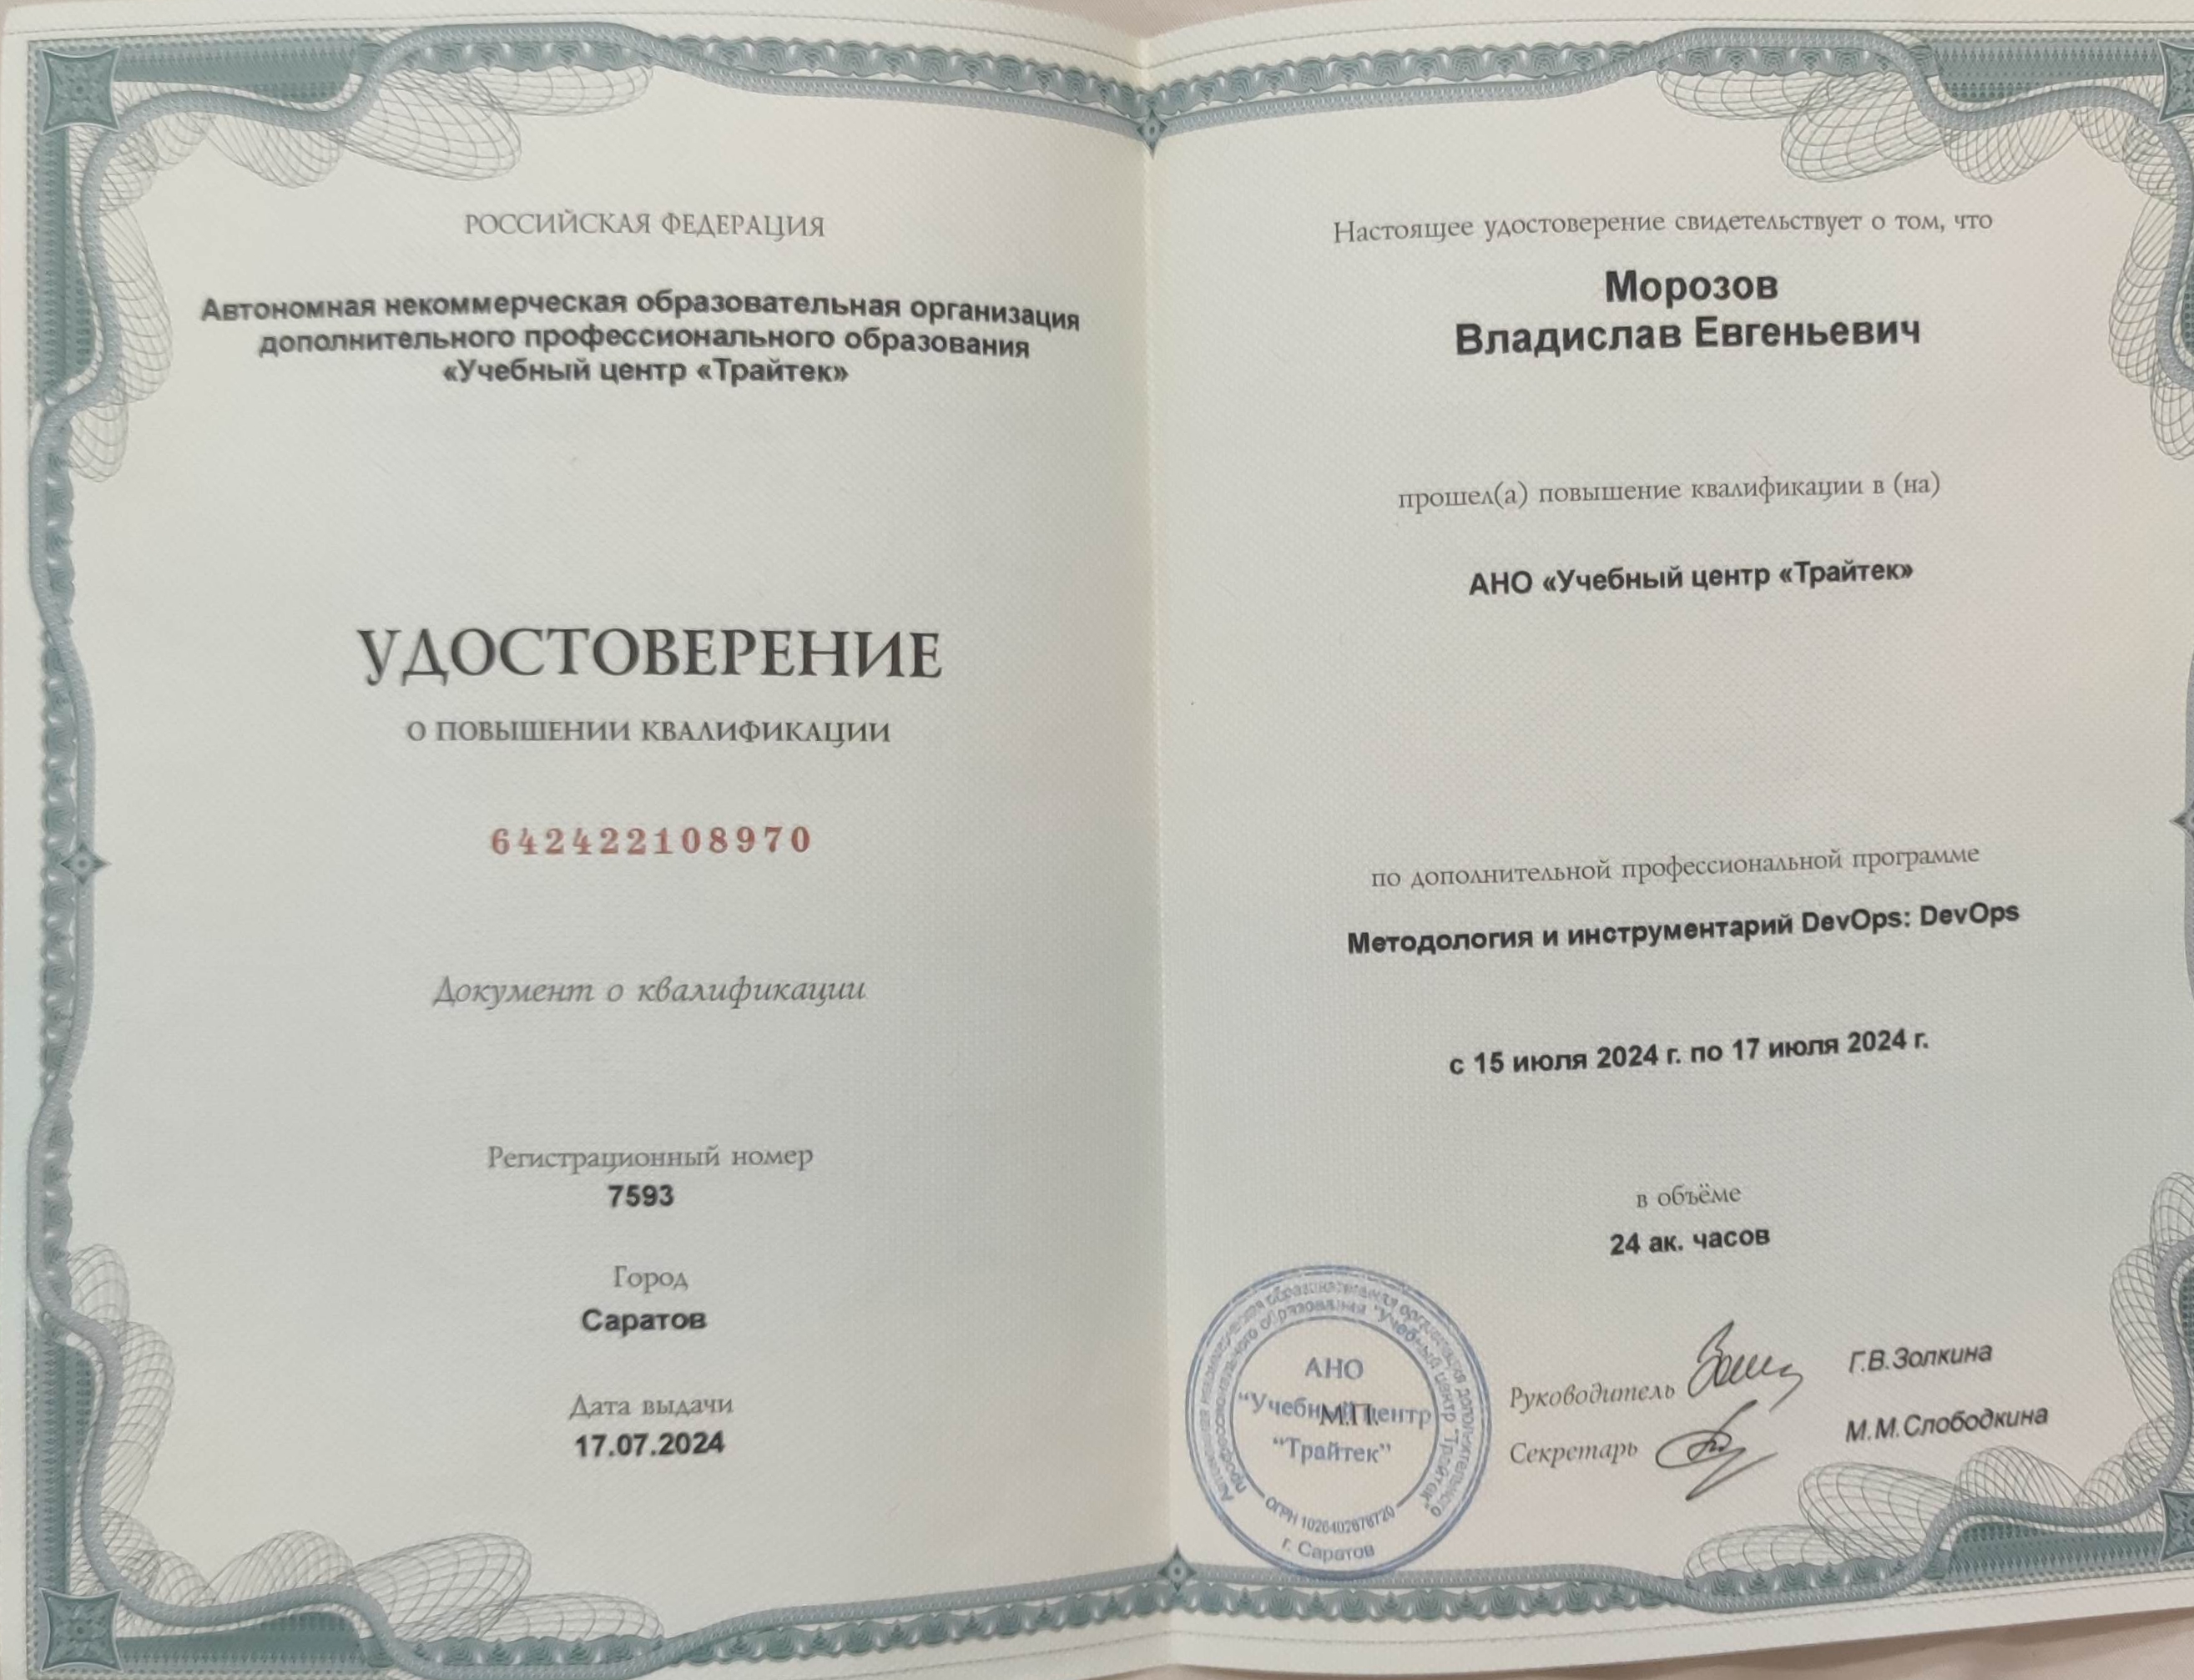 РОССИЙСКАЯ ФЕДЕРАЦИЯ
Автономная некоммерческая образовательная организация
дополнительного профессионального образования
«Учебный центр «Трайтек»
УДОСТОВЕРЕНИЕ
О ПОВЫШЕНИИ КВАЛИФИКАЦИИ
642422108970
Документ о квалификации
Регистрационный номер
7593
Город
Саратов
Дата выдачи
17.07.2024
Настоящее удостоверение свидетельствует о том, что
Морозов
Владислав Евгеньевич
прошел(а) повышение квалификации в (на)
АНО «Учебный центр «Трайтек»
по дополнительной профессиональной программе
Методология и инструментарий DevOps: DevOps
с 15 июля 2024 г. по 17 июля 2024 г.
в объёме
24 ак. часов
Руководитель
Г.В.Золкина
Секретарь
М.М.Слободкина
М.П.
Автономная некоммерческая образовательная организация дополнительного
профессионального образования "Учебный центр "Трайтек"
АНО
"Учебный центр
"Трайтек"
ОГРН
г. Саратов